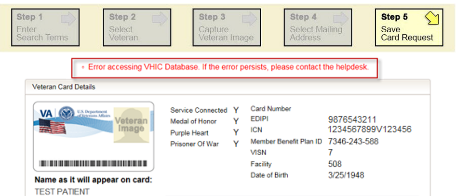 Step 1
Enter
Search Terms
Step 2
Select
Veteran
Step 3
Capture
Veteran Image
Step 4
Select Mailing
Address
Step 5
Save
Card Request
Error accessing VHIC Database. If the error persists, please contact the helpdesk.
Veteran Card Details
VA
U.S. Department
of Veterans Affairs
Veteran
Image
Name as it will appear on card:
TEST PATIENT
Service Connected Y
Medal of Honor Y
Purple Heart Y
Prisoner Of War Y
Card Number
EDIPI 9876543211
ICN 1234567899V123456
Member Benefit Plan ID 7346-243-588
VISN 7
Facility 508
Date of Birth 3/25/1948